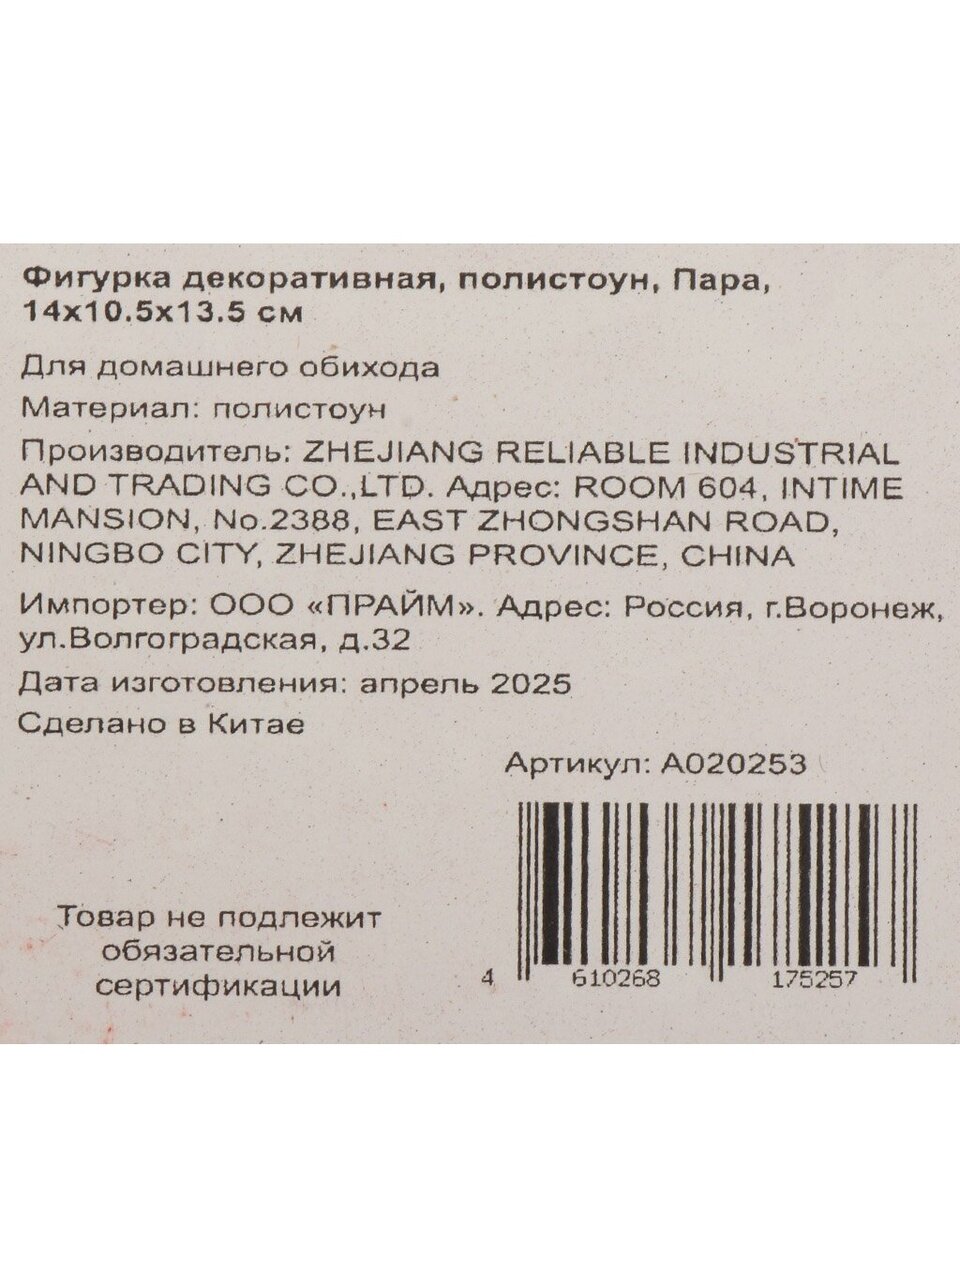 Фигурка декоративная, полистоун, Пара,
14х10.5х13.5 см
Для домашнего обихода
Материал: полистоун
Производитель: ZHEJIANG RELIABLE INDUSTRIAL
AND TRADING CO.,LTD. Адрес: ROOM 604, INTIME
MANSION, No.2388, EAST ZHONGSHAN ROAD,
NINGBO CITY, ZHEJIANG PROVINCE, CHINA
Импортер: ООО «ПРАЙМ». Адрес: Россия, г.Воронеж,
ул.Волгоградская, д.32
Дата изготовления: апрель 2025
Сделано в Китае
Артикул: A020253
Товар не подлежит
обязательной
сертификации
4 610268 175257